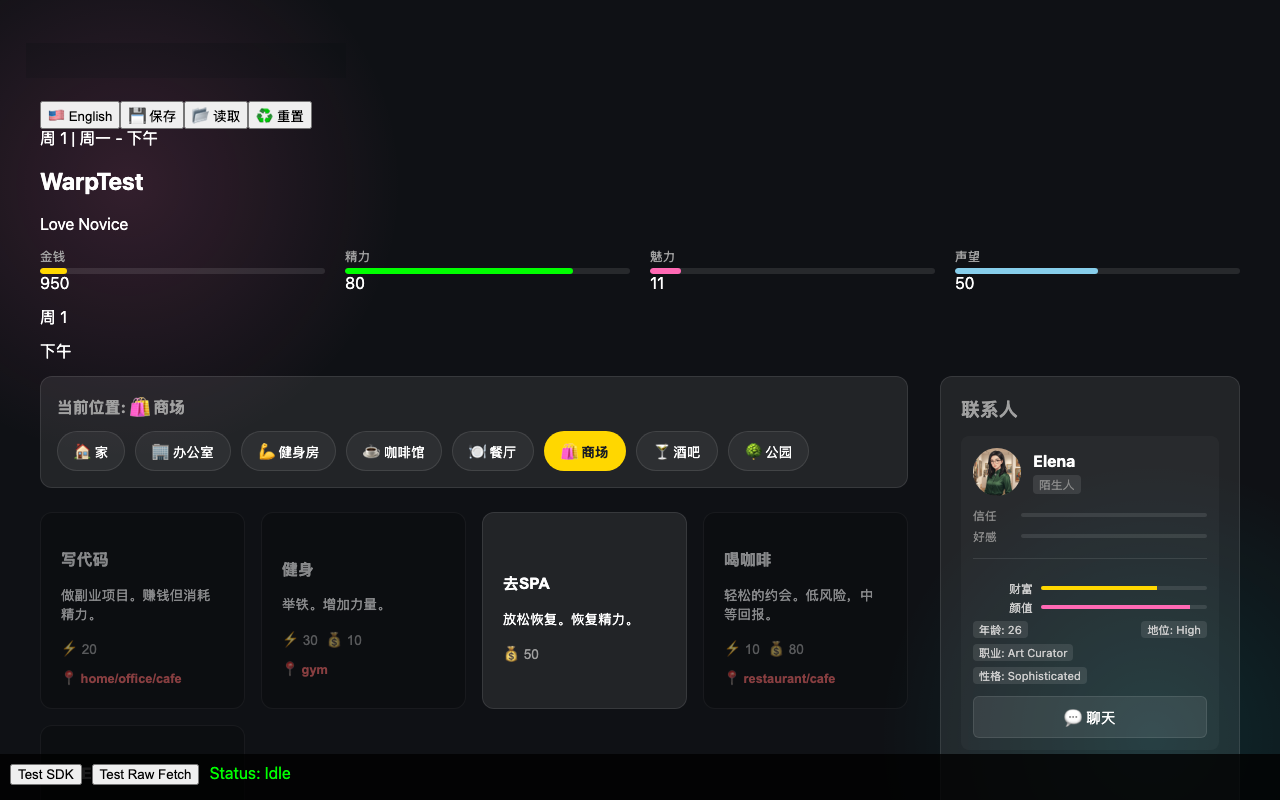 🇺🇸 English 💾 保存 📂 读取 ♻️ 重置
周 1 | 周一 - 下午
WarpTest
Love Novice
金钱 精力 魅力 声望
950 80 11 50
周 1
下午
当前位置: 🛍️ 商场
🏠 家 🏢 办公室 💪 健身房 ☕ 咖啡馆 🍽️ 餐厅 🛍️ 商场 🍸 酒吧 🌳 公园
写代码
做副业项目。赚钱但消耗
精力。
⚡ 20
📍 home/office/cafe
健身
举铁。增加力量。
⚡ 30 💰 10
📍 gym
去SPA
放松恢复。恢复精力。
💰 50
喝咖啡
轻松的约会。低风险，中
等回报。
⚡ 10 💰 80
📍 restaurant/cafe
联系人
Elena
陌生人
信任
好感
财富
颜值
年龄: 26 地位: High
职业: Art Curator
性格: Sophisticated
💬 聊天
Test SDK Test Raw Fetch Status: Idle